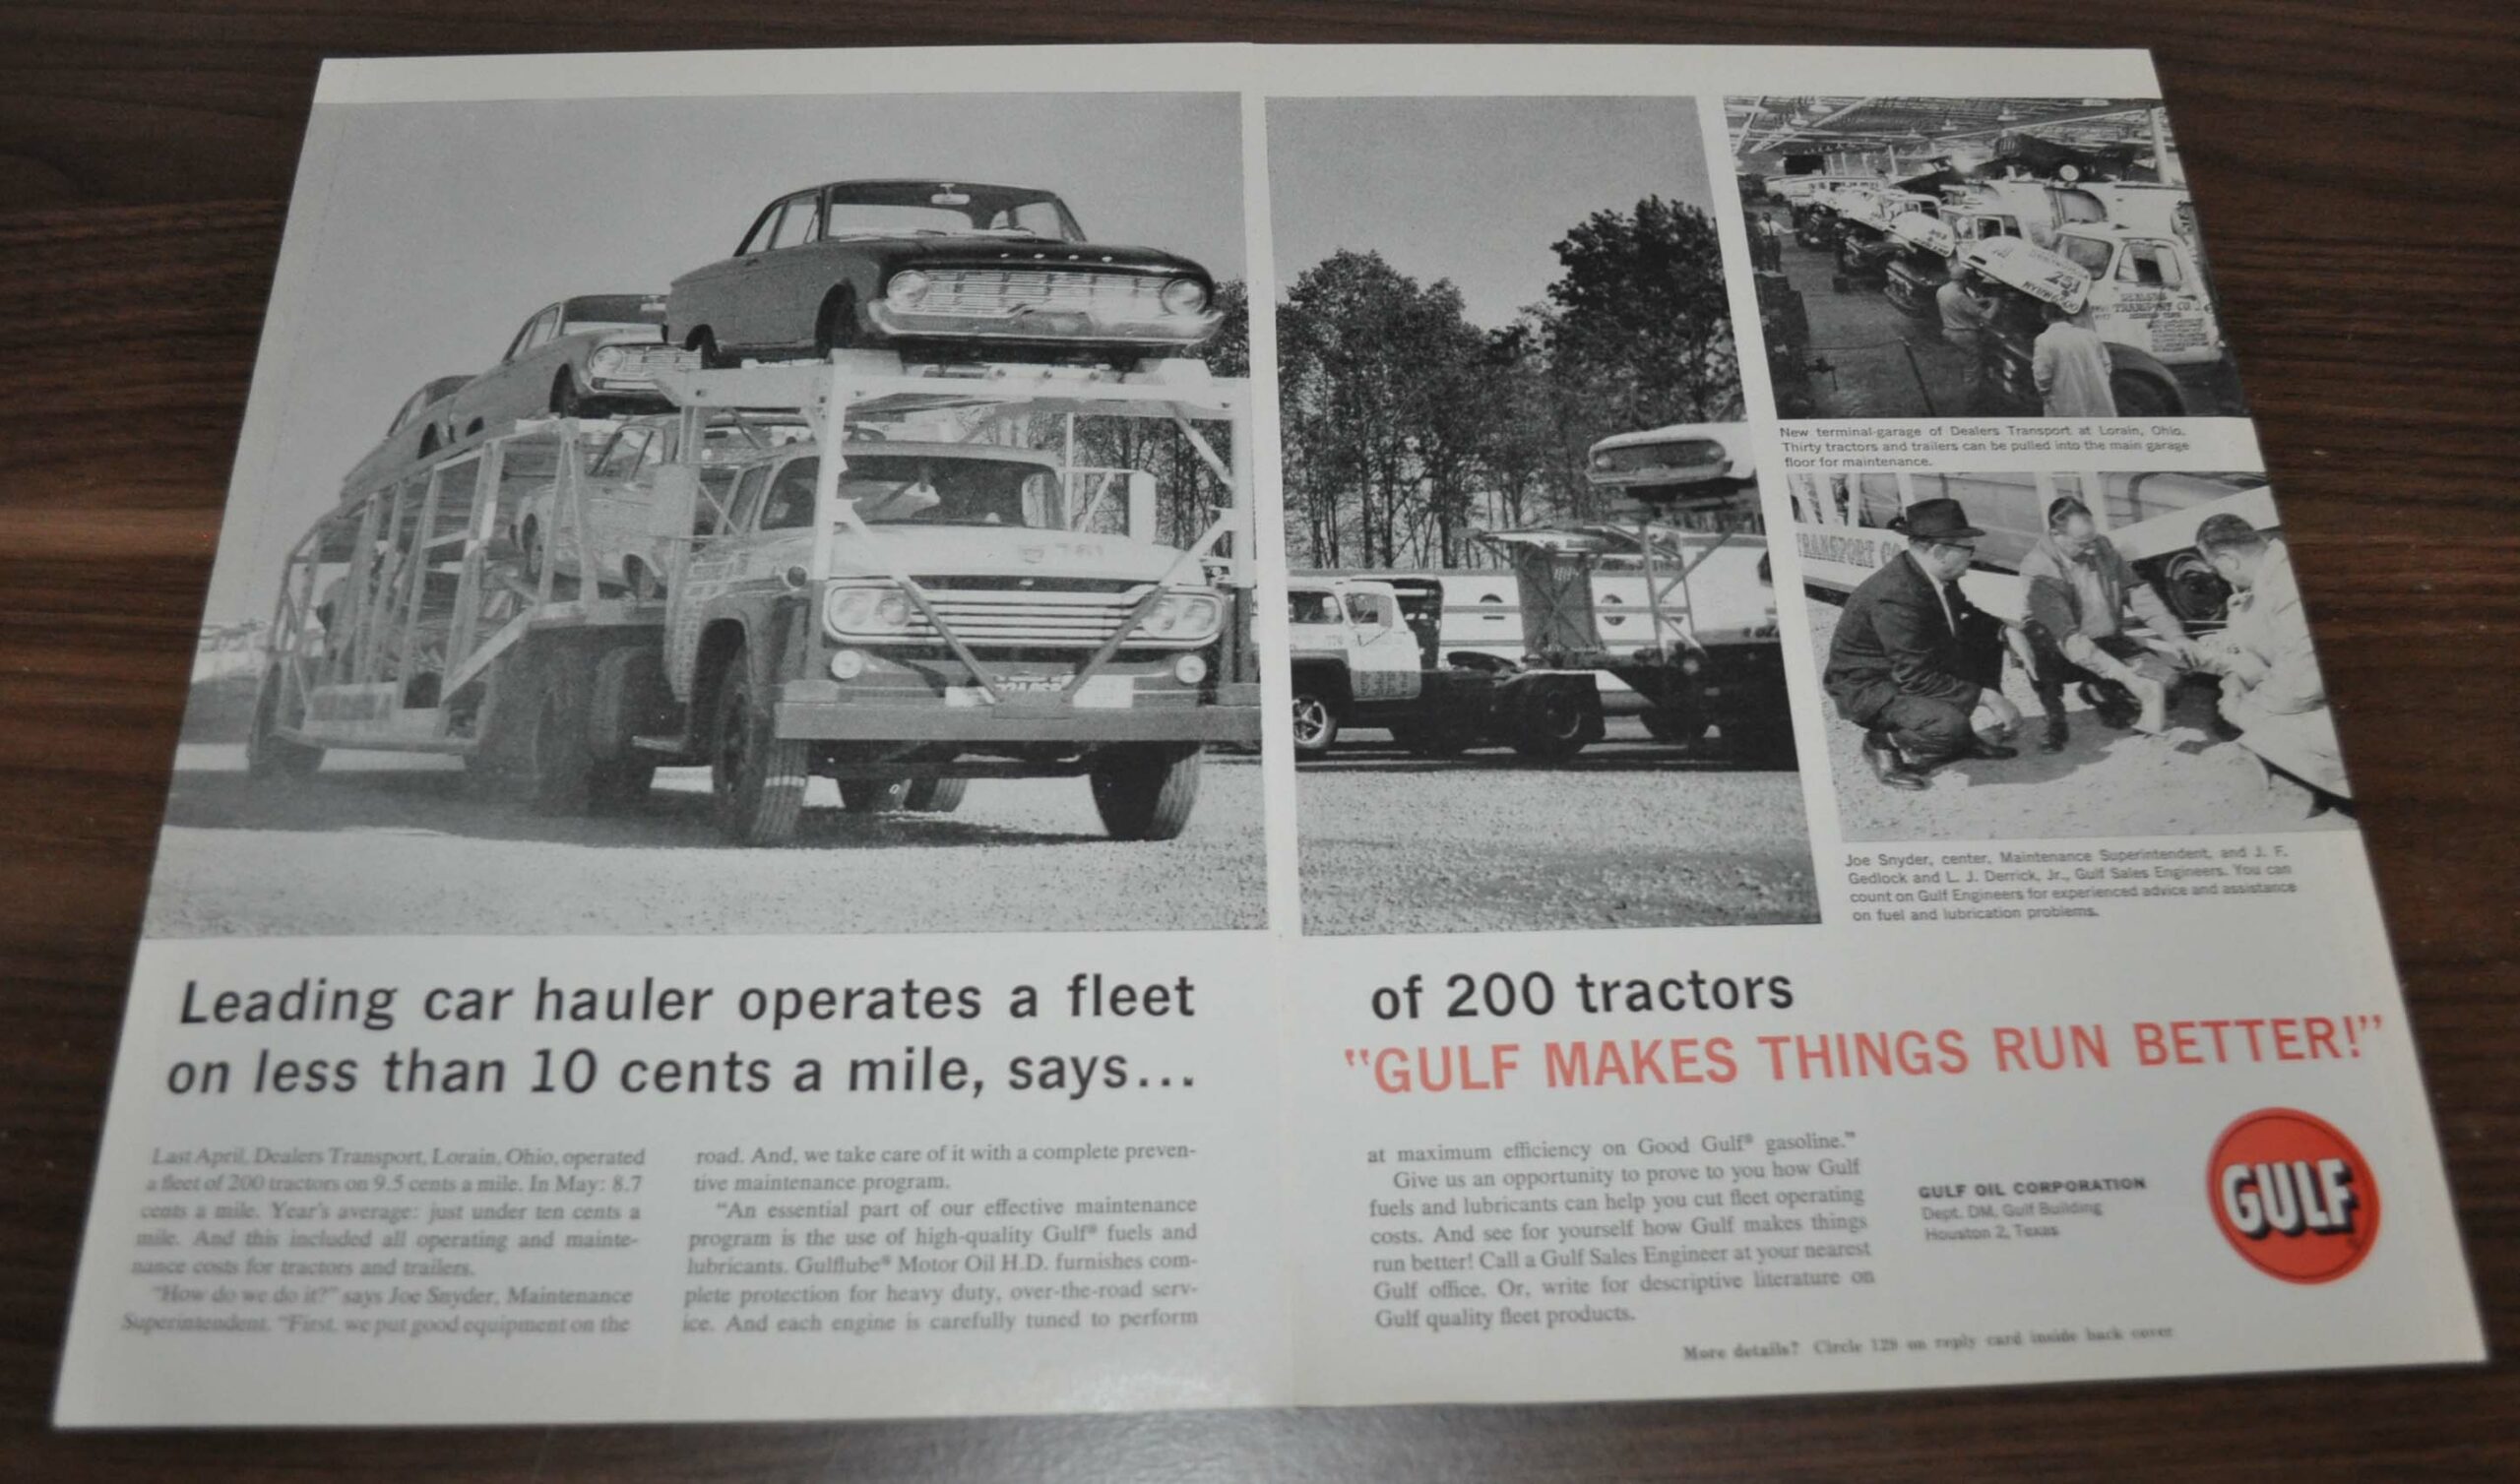 FORD
761
251
DEALERS
TRANSPORT CO.
New terminal-garage of Dealers Transport at Lorain, Ohio.
Thirty tractors and trailers can be pulled into the main garage
floor for maintenance.
TRANSPORT CO
Joe Snyder, center, Maintenance Superintendent, and J. F.
Gedlock and L. J. Derrick, Jr., Gulf Sales Engineers. You can
count on Gulf Engineers for experienced advice and assistance
on fuel and lubrication problems.
Leading car hauler operates a fleet of 200 tractors
on less than 10 cents a mile, says... "GULF MAKES THINGS RUN BETTER!"
Last April, Dealers Transport, Lorain, Ohio, operated
a fleet of 200 tractors on 9.5 cents a mile. In May: 8.7
cents a mile. Year's average: just under ten cents a
mile. And this included all operating and mainte-
nance costs for tractors and trailers.
"How do we do it?" says Joe Snyder, Maintenance
Superintendent. "First, we put good equipment on the
road. And, we take care of it with a complete preven-
tive maintenance program.
"An essential part of our effective maintenance
program is the use of high-quality Gulf® fuels and
lubricants. Gulflube® Motor Oil H.D. furnishes com-
plete protection for heavy duty, over-the-road serv-
ice. And each engine is carefully tuned to perform
at maximum efficiency on Good Gulf® gasoline."
Give us an opportunity to prove to you how Gulf
fuels and lubricants can help you cut fleet operating
costs. And see for yourself how Gulf makes things
run better! Call a Gulf Sales Engineer at your nearest
Gulf office. Or, write for descriptive literature on
Gulf quality fleet products.
GULF OIL CORPORATION
Dept. DM, Gulf Building
Houston 2, Texas
GULF
More details? Circle 128 on reply card inside back cover